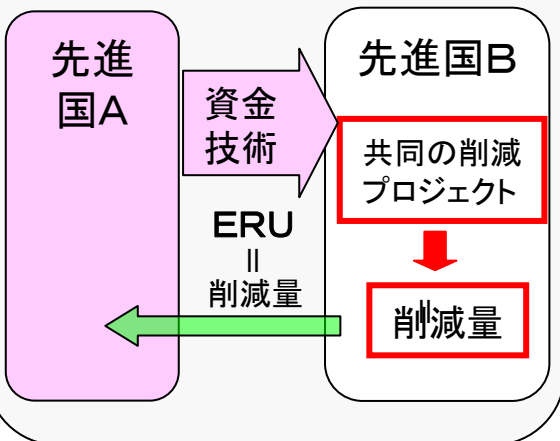 先進
国A
資金
技術
先進国B
共同の削減
プロジェクト
ERU
=
削減量
削減量